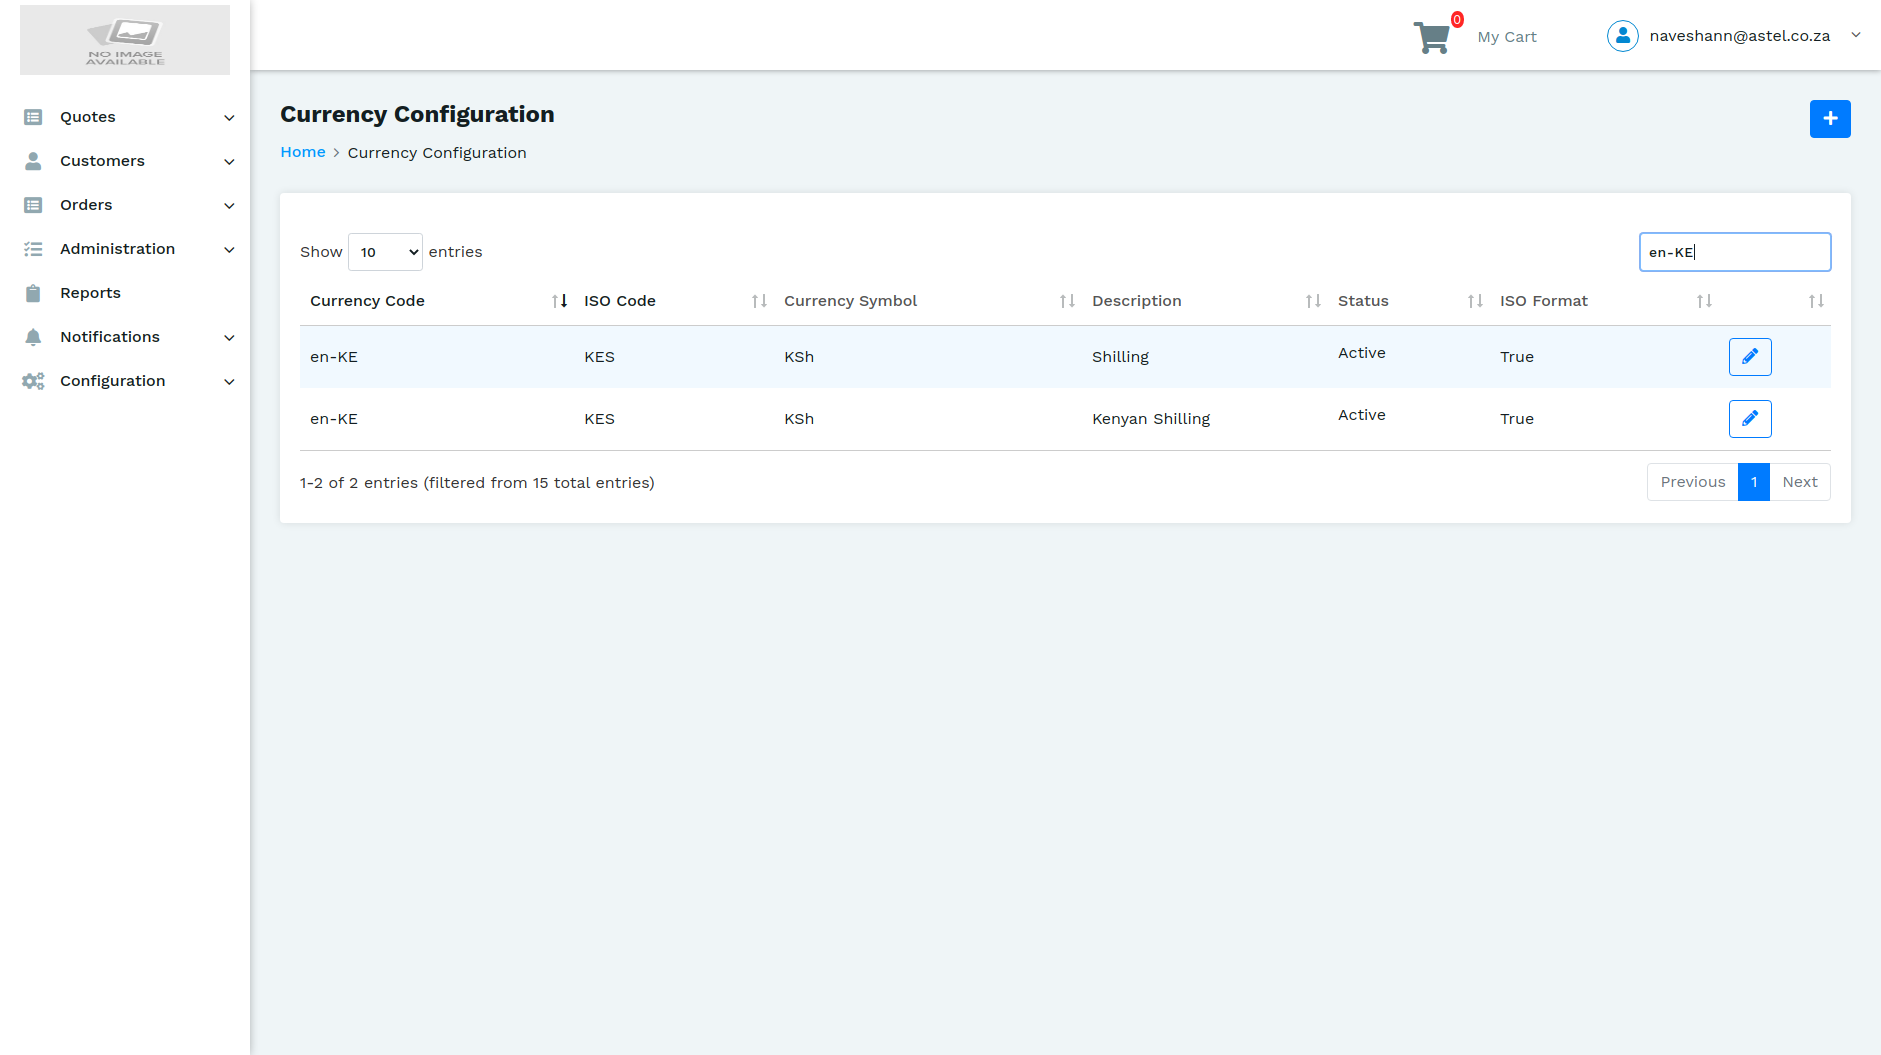 NO IMAGE
AVAILABLE
0
My Cart
naveshann@astel.co.za
Quotes
Customers
Orders
Administration
Reports
Notifications
Configuration
Currency Configuration
Home > Currency Configuration
Show 10 entries
en-KE
Currency Code ISO Code Currency Symbol Description Status ISO Format
en-KE KES KSh Shilling Active True
en-KE KES KSh Kenyan Shilling Active True
1-2 of 2 entries (filtered from 15 total entries)
Previous 1 Next